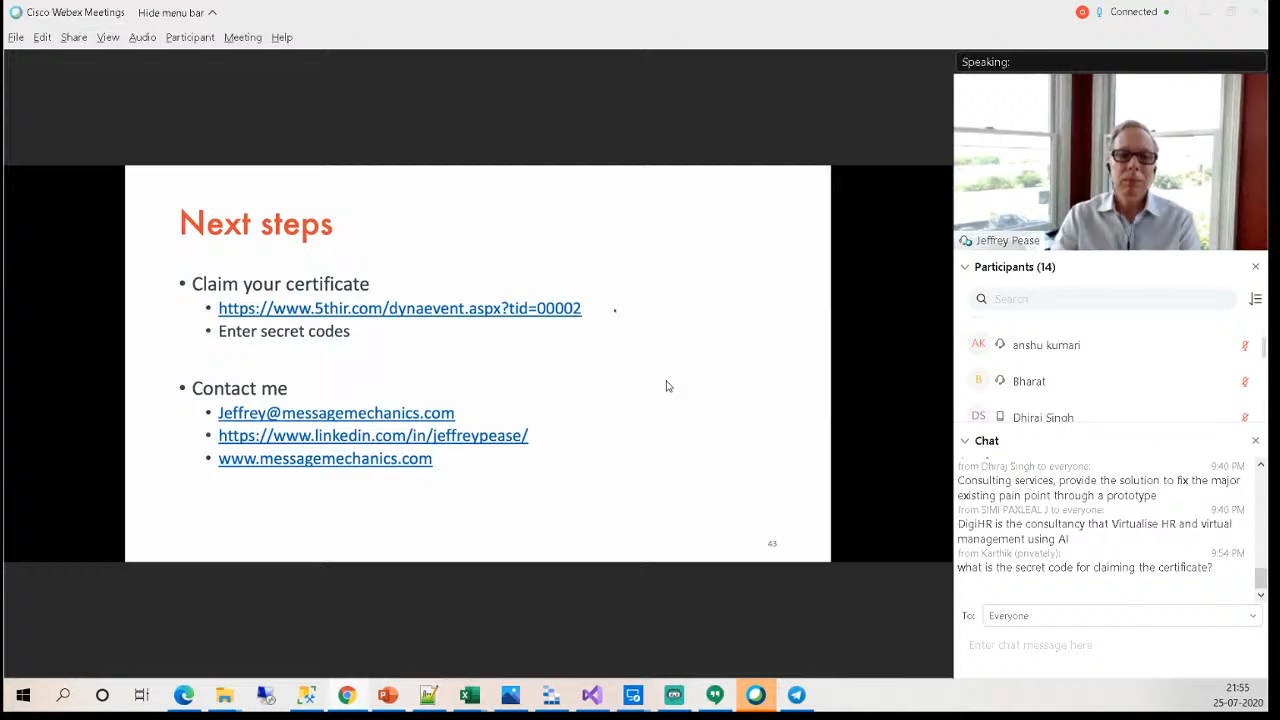 Cisco Webex Meetings
Hide menu bar
Connected
File Edit Share View Audio Participant Meeting Help
Speaking:
Jeffrey Pease
Next steps
• Claim your certificate
• https://www.5thir.com/dynaevent.aspx?tid=00002
• Enter secret codes
• Contact me
• Jeffrey@messagemechanics.com
• https://www.linkedin.com/in/jeffreypease/
• www.messagemechanics.com
43
Participants (14)
Search
AK anshu kumari
B Bharat
DS Dhiraj Singh
Chat
from Dhiraj Singh to everyone: 9:40 PM
Consulting services, provide the solution to fix the major
existing pain point through a prototype
from SIMI PAXLEAL J to everyone: 9:40 PM
DigiHR is the consultancy that Virtualise HR and virtual
management using AI
from Karthik (privately): 9:54 PM
what is the secret code for claiming the certificate?
To: Everyone
Enter chat message here
21:55
25-07-2020